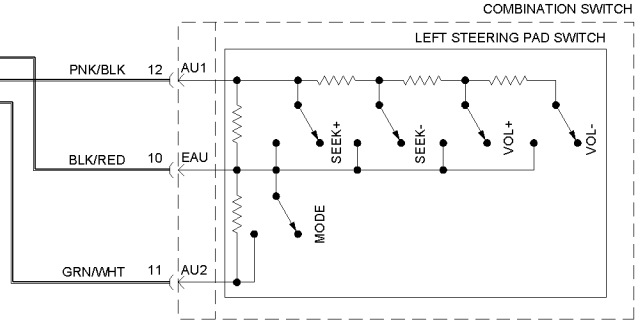 COMBINATION SWITCH
LEFT STEERING PAD SWITCH
PNK/BLK 12 AU1
SEEK+
SEEK-
VOL+
VOL-
BLK/RED 10 EAU
MODE
GRN/WHT 11 AU2